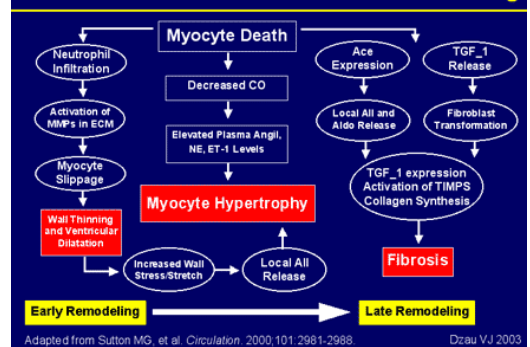 Myocyte Death
Neutrophil
Infiltration
Activation of
MMPs in ECM
Myocyte
Slippage
Wall Thinning
and Ventricular
Dilatation
Increased Wall
Stress/Stretch
Local All
Release
Decreased CO
Elevated Plasma AngiI,
NE, ET-1 Levels
Myocyte Hypertrophy
Ace
Expression
Local All and
Aldo Release
TGF_1
Release
Fibroblast
Transformation
TGF_1 expression
Activation of TIMPS
Collagen Synthesis
Fibrosis
Early Remodeling
Late Remodeling
Adapted from Sutton MG, et al. Circulation. 2000;101:2981-2988.
Dzau VJ 2003